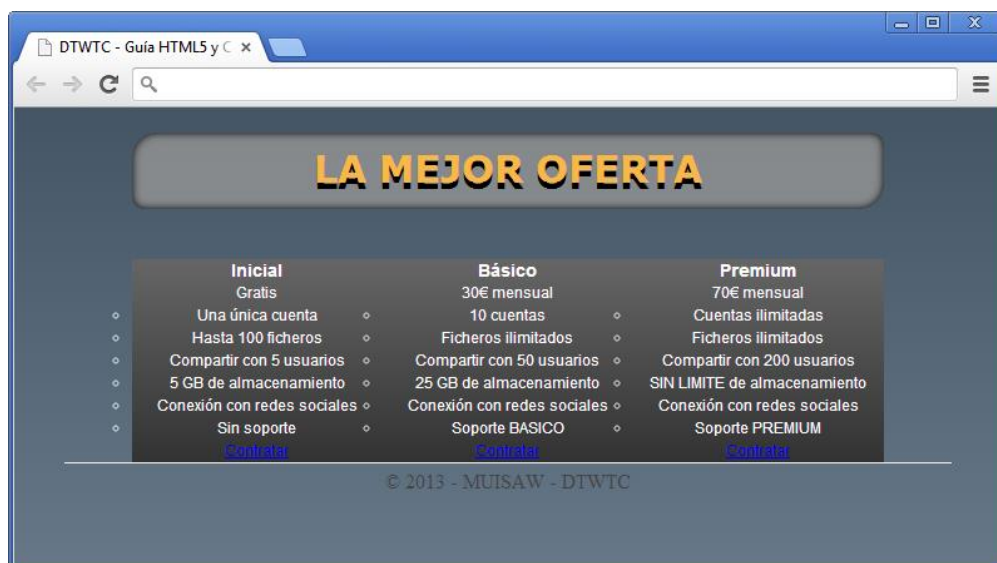 DTWTC - Guía HTML5 y C
LA MEJOR OFERTA
Inicial
Gratis
Una única cuenta
Hasta 100 ficheros
Compartir con 5 usuarios
5 GB de almacenamiento
Conexión con redes sociales
Sin soporte
Contratar
Básico
30€ mensual
10 cuentas
Ficheros ilimitados
Compartir con 50 usuarios
25 GB de almacenamiento
Conexión con redes sociales
Soporte BASICO
Contratar
Premium
70€ mensual
Cuentas ilimitadas
Ficheros ilimitados
Compartir con 200 usuarios
SIN LIMITE de almacenamiento
Conexión con redes sociales
Soporte PREMIUM
Contratar
© 2013 - MUISAW - DTWTC